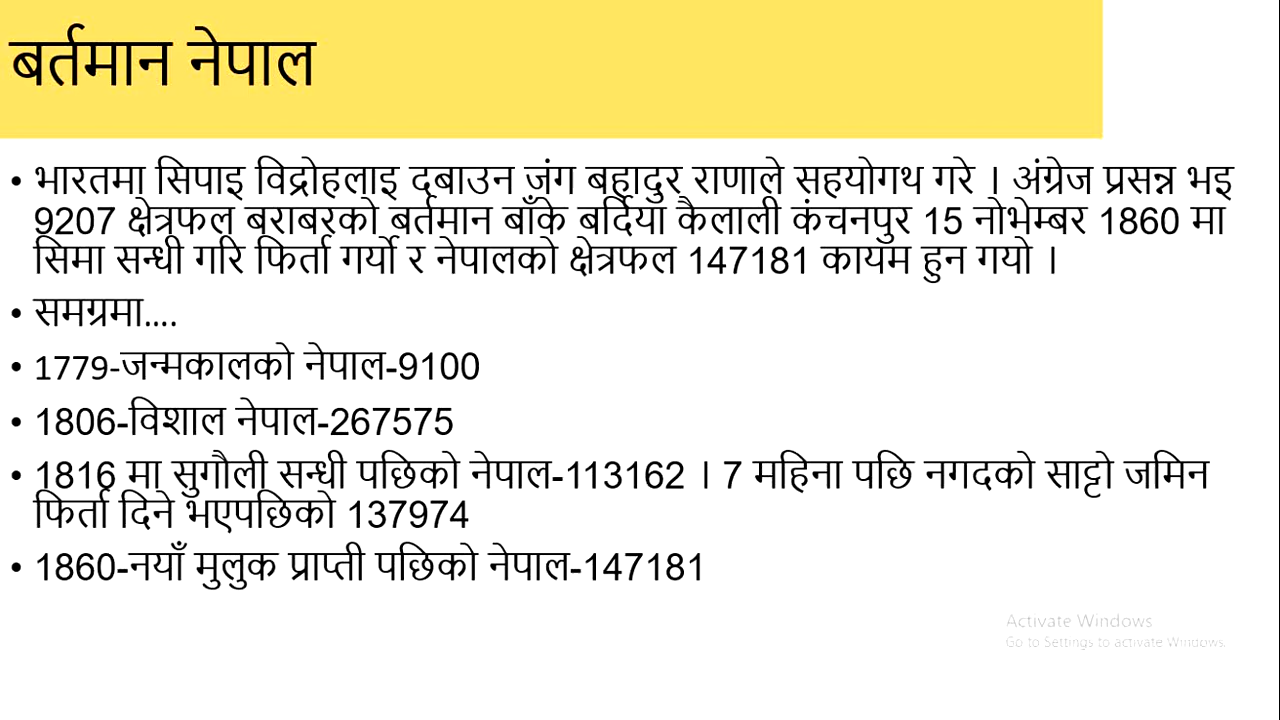 बर्तमान नेपाल
• भारतमा सिपाइ विद्रोहलाइ दबाउन जंग बहादुर राणाले सहयोगथ गरे । अंग्रेज प्रसन्न भइ
9207 क्षेत्रफल बराबरको बर्तमान बाँके बर्दिया कैलाली कंचनपुर 15 नोभेम्बर 1860 मा
सिमा सन्धी गरि फिर्ता गर्यो र नेपालको क्षेत्रफल 147181 कायम हुन गयो ।
• समग्रमा....
• 1779-जन्मकालको नेपाल-9100
• 1806-विशाल नेपाल-267575
• 1816 मा सुगौली सन्धी पछिको नेपाल-113162 । 7 महिना पछि नगदको साट्टो जमिन
फिर्ता दिने भएपछिको 137974
• 1860-नयाँ मुलुक प्राप्ती पछिको नेपाल-147181
Activate Windows
Go to Settings to activate Windows.